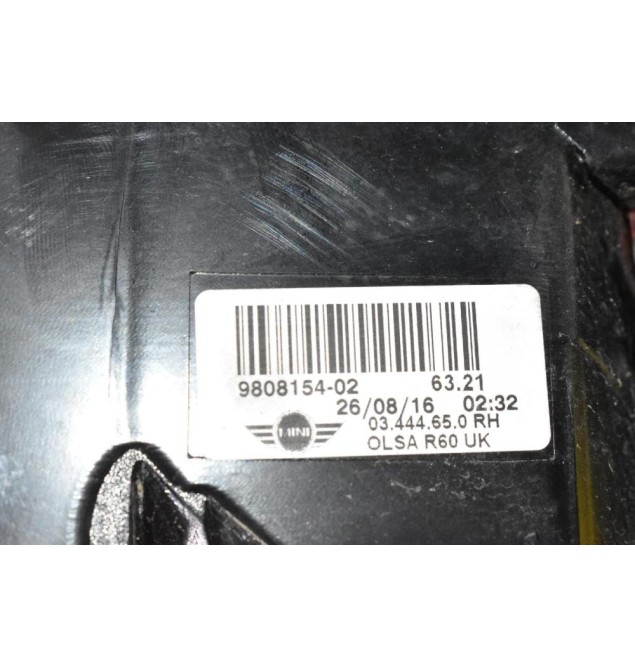 9808154-02 63.21
26/08/16 02:32
03.444.65.0 RH
MINI
OLSA R60 UK